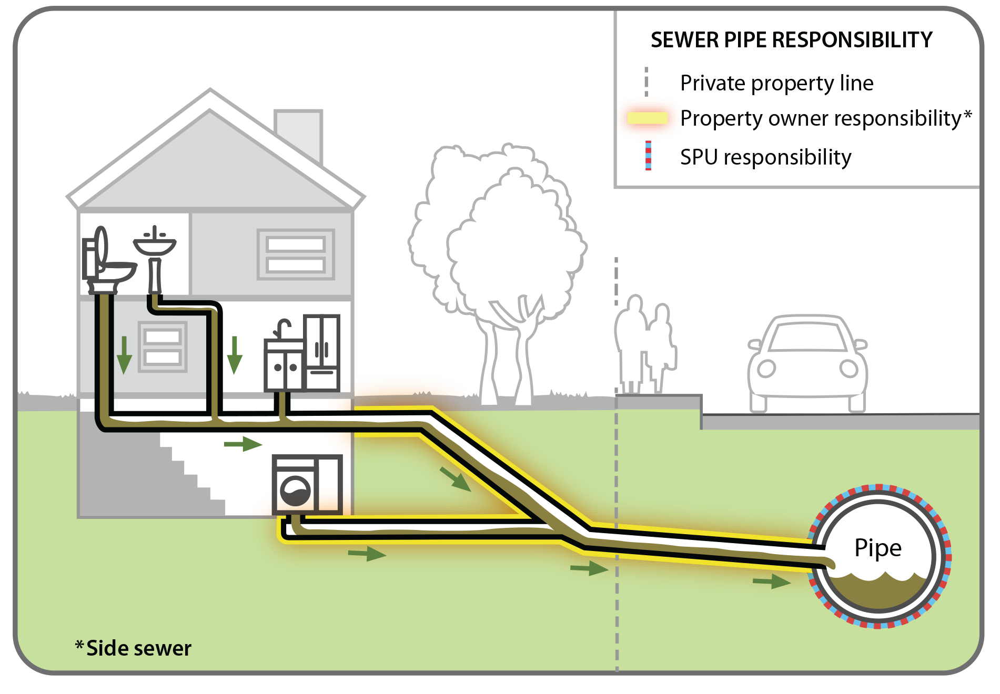 SEWER PIPE RESPONSIBILITY
Private property line
Property owner responsibility*
SPU responsibility
Pipe
*Side sewer